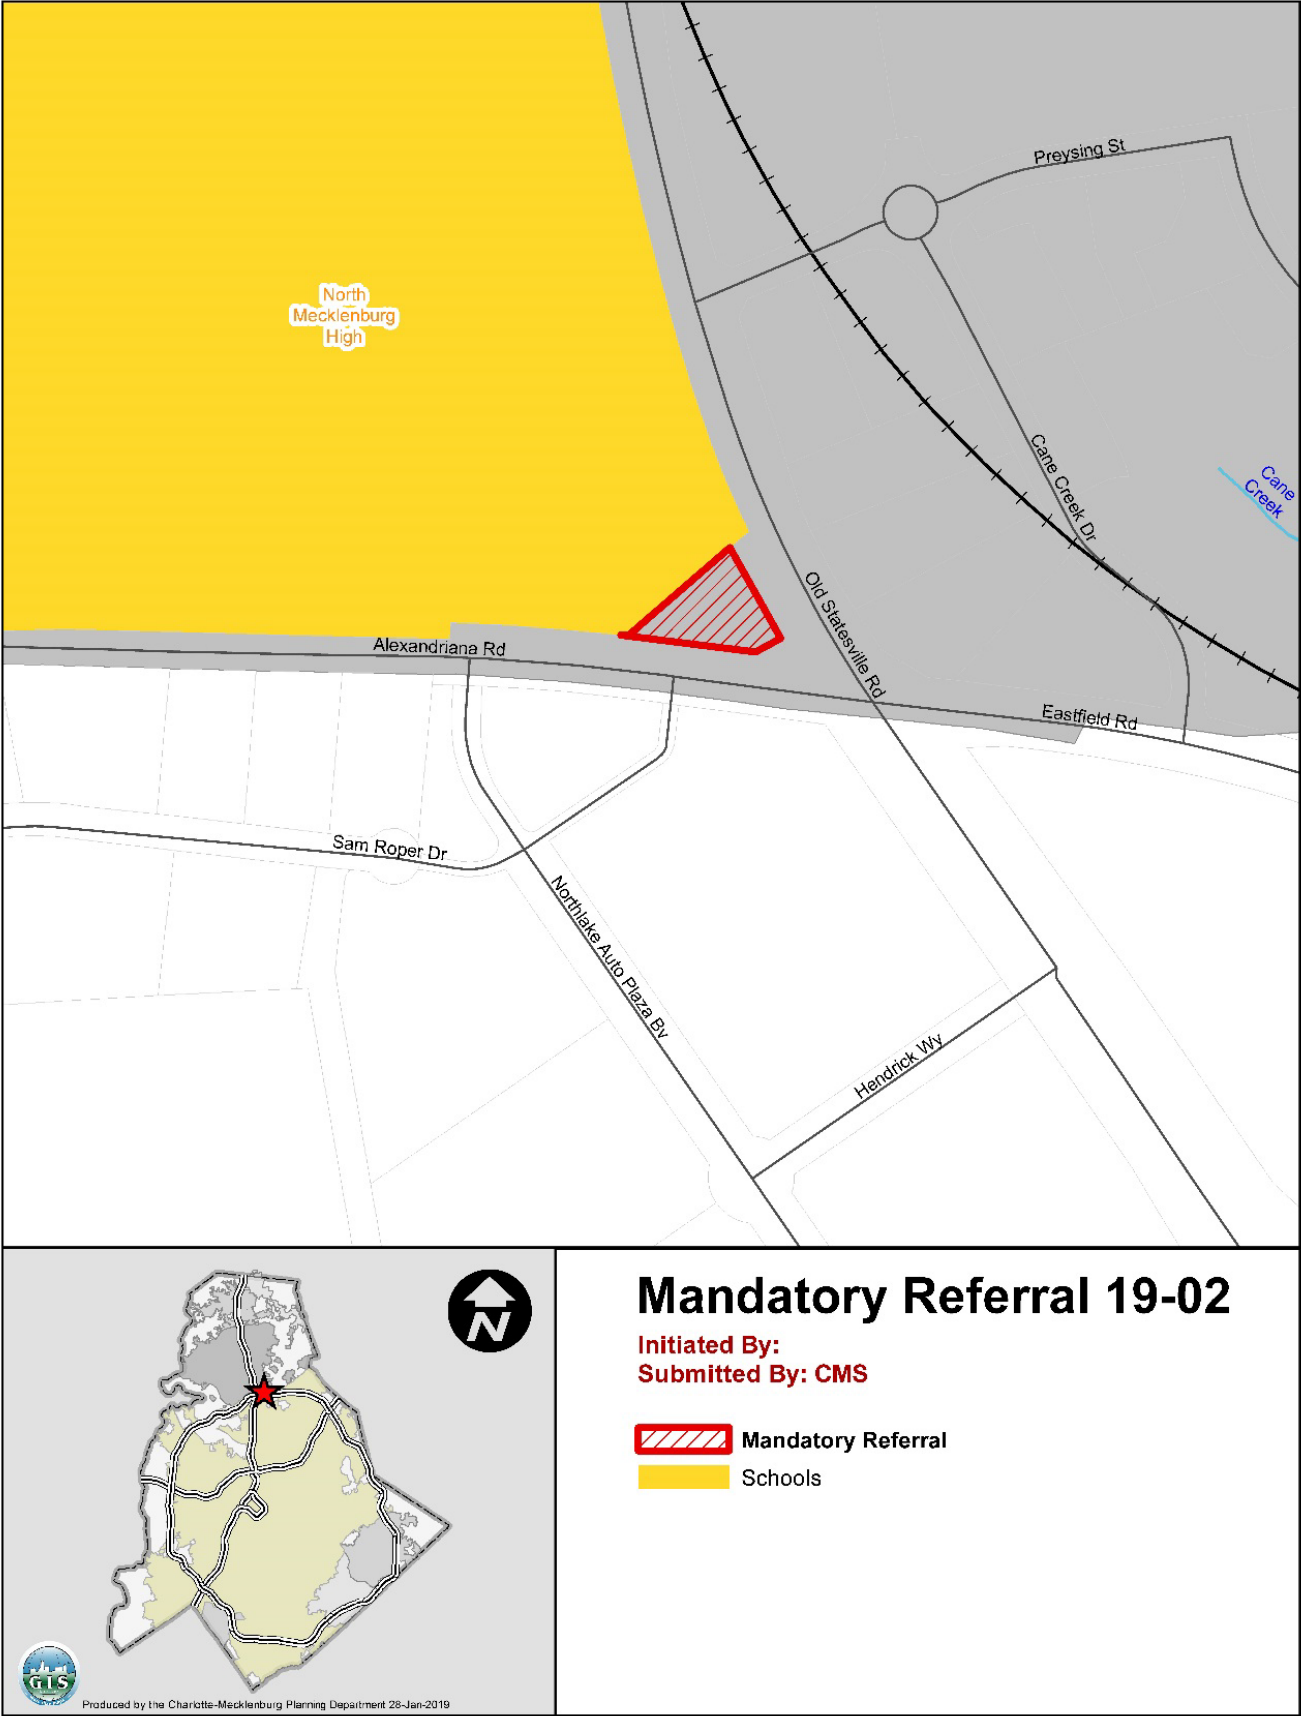 Preysing St
North
Mecklenburg
High
Cane Creek Dr
Cane
Creek
Old Statesville Rd
Alexandriana Rd
Eastfield Rd
Sam Roper Dr
Northlake Auto Plaza Bv
Hendrick Wy
N
Mandatory Referral 19-02
Initiated By:
Submitted By: CMS
Mandatory Referral
Schools
GIS
Produced by the Charlotte-Mecklenburg Planning Department 28-Jan-2019